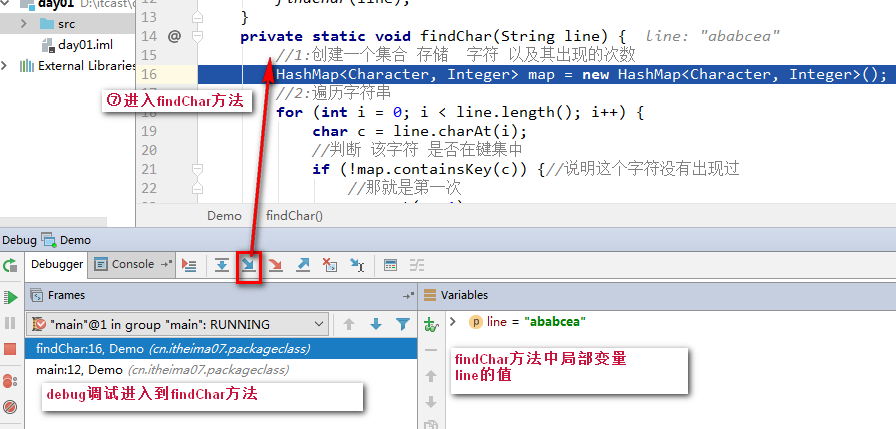 day01 D:\itcast\
src
day01.iml
External Libraries
13 }
14 @ private static void findChar(String line) { line: "ababcea"
15 //1:创建一个集合 存储 字符 以及其出现的次数
16 HashMap<Character, Integer> map = new HashMap<Character, Integer>();
17 //2:遍历字符串
⑦进入findChar方法
18 for (int i = 0; i < line.length(); i++) {
19 char c = line.charAt(i);
20 //判断 该字符 是否在键集中
21 if (!map.containsKey(c)) {//说明这个字符没有出现过
22 //那就是第一次
Demo findChar()
Debug Demo
Debugger Console
Frames
Variables
"main"@1 in group "main": RUNNING
line = "ababcea"
findChar:16, Demo (cn.itheima07.packageclass)
main:12, Demo (cn.itheima07.packageclass)
debug调试进入到findChar方法
findChar方法中局部变量
line的值